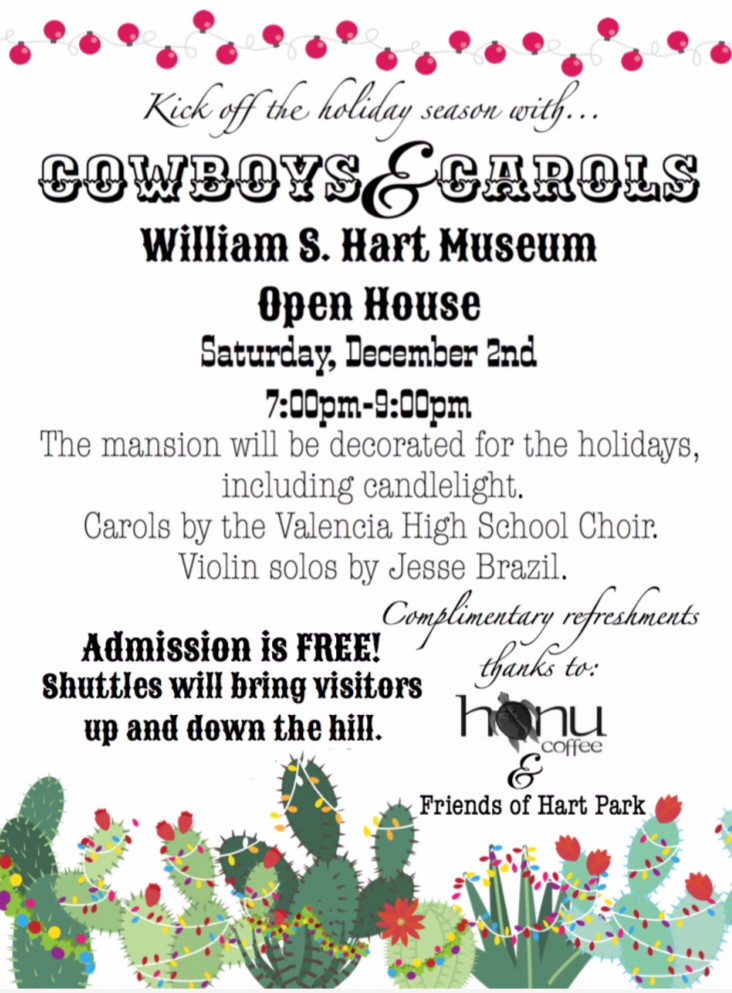 Kick off the holiday season with...
COWBOYS & CAROLS
William S. Hart Museum
Open House
Saturday, December 2nd
7:00pm-9:00pm
The mansion will be decorated for the holidays,
including candlelight.
Carols by the Valencia High School Choir.
Violin solos by Jesse Brazil.
Admission is FREE!
Shuttles will bring visitors
up and down the hill.
Complimentary refreshments
thanks to:
honu
coffee
&
Friends of Hart Park